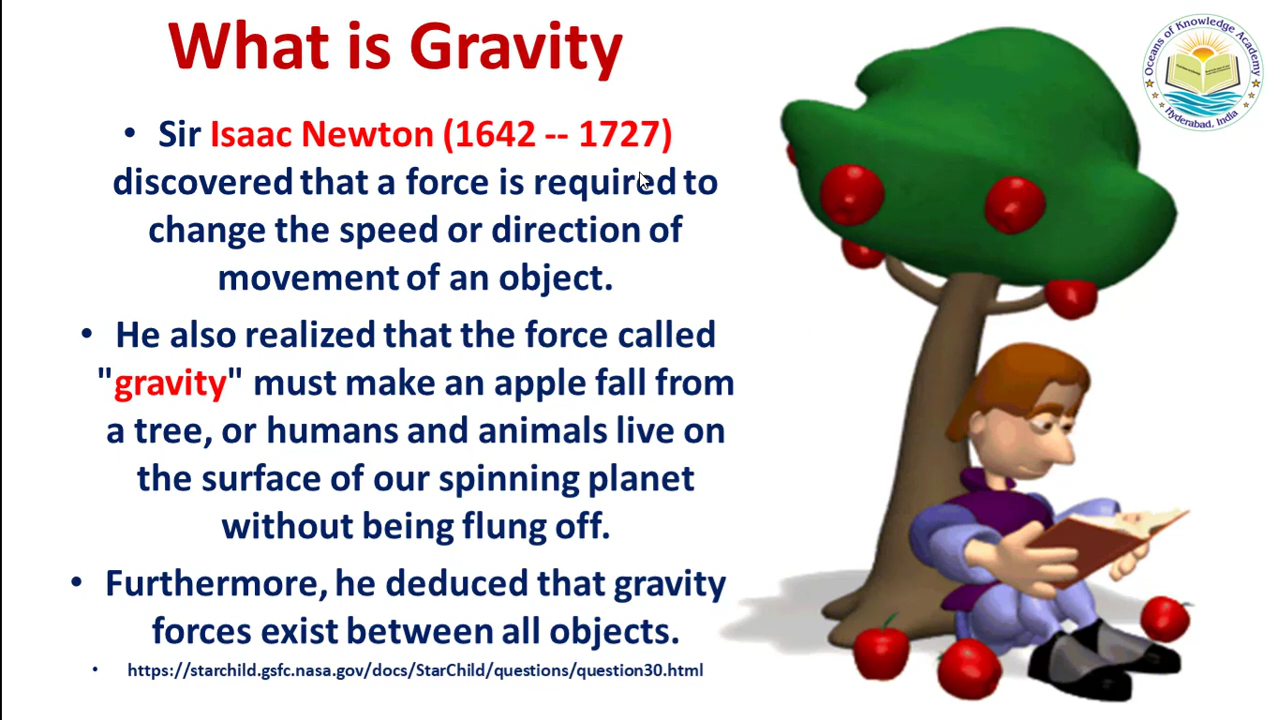 What is Gravity
Oceans of Knowledge Academy
Hyderabad, India
• Sir Isaac Newton (1642 -- 1727)
discovered that a force is required to
change the speed or direction of
movement of an object.
• He also realized that the force called
"gravity" must make an apple fall from
a tree, or humans and animals live on
the surface of our spinning planet
without being flung off.
• Furthermore, he deduced that gravity
forces exist between all objects.
• https://starchild.gsfc.nasa.gov/docs/StarChild/questions/question30.html